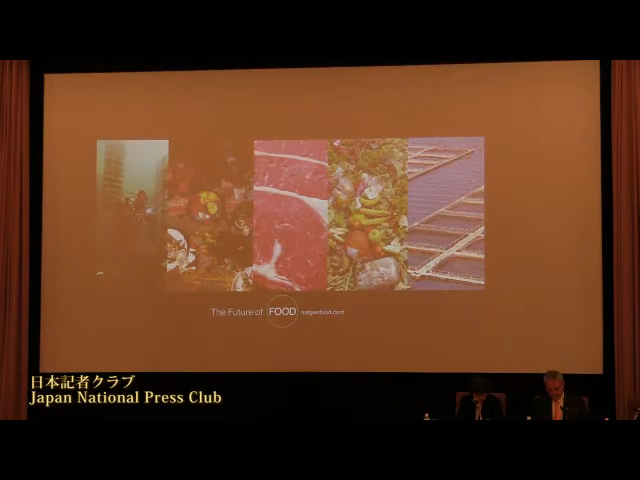 The Future of FOOD natgeofood.com
日本記者クラブ
Japan National Press Club